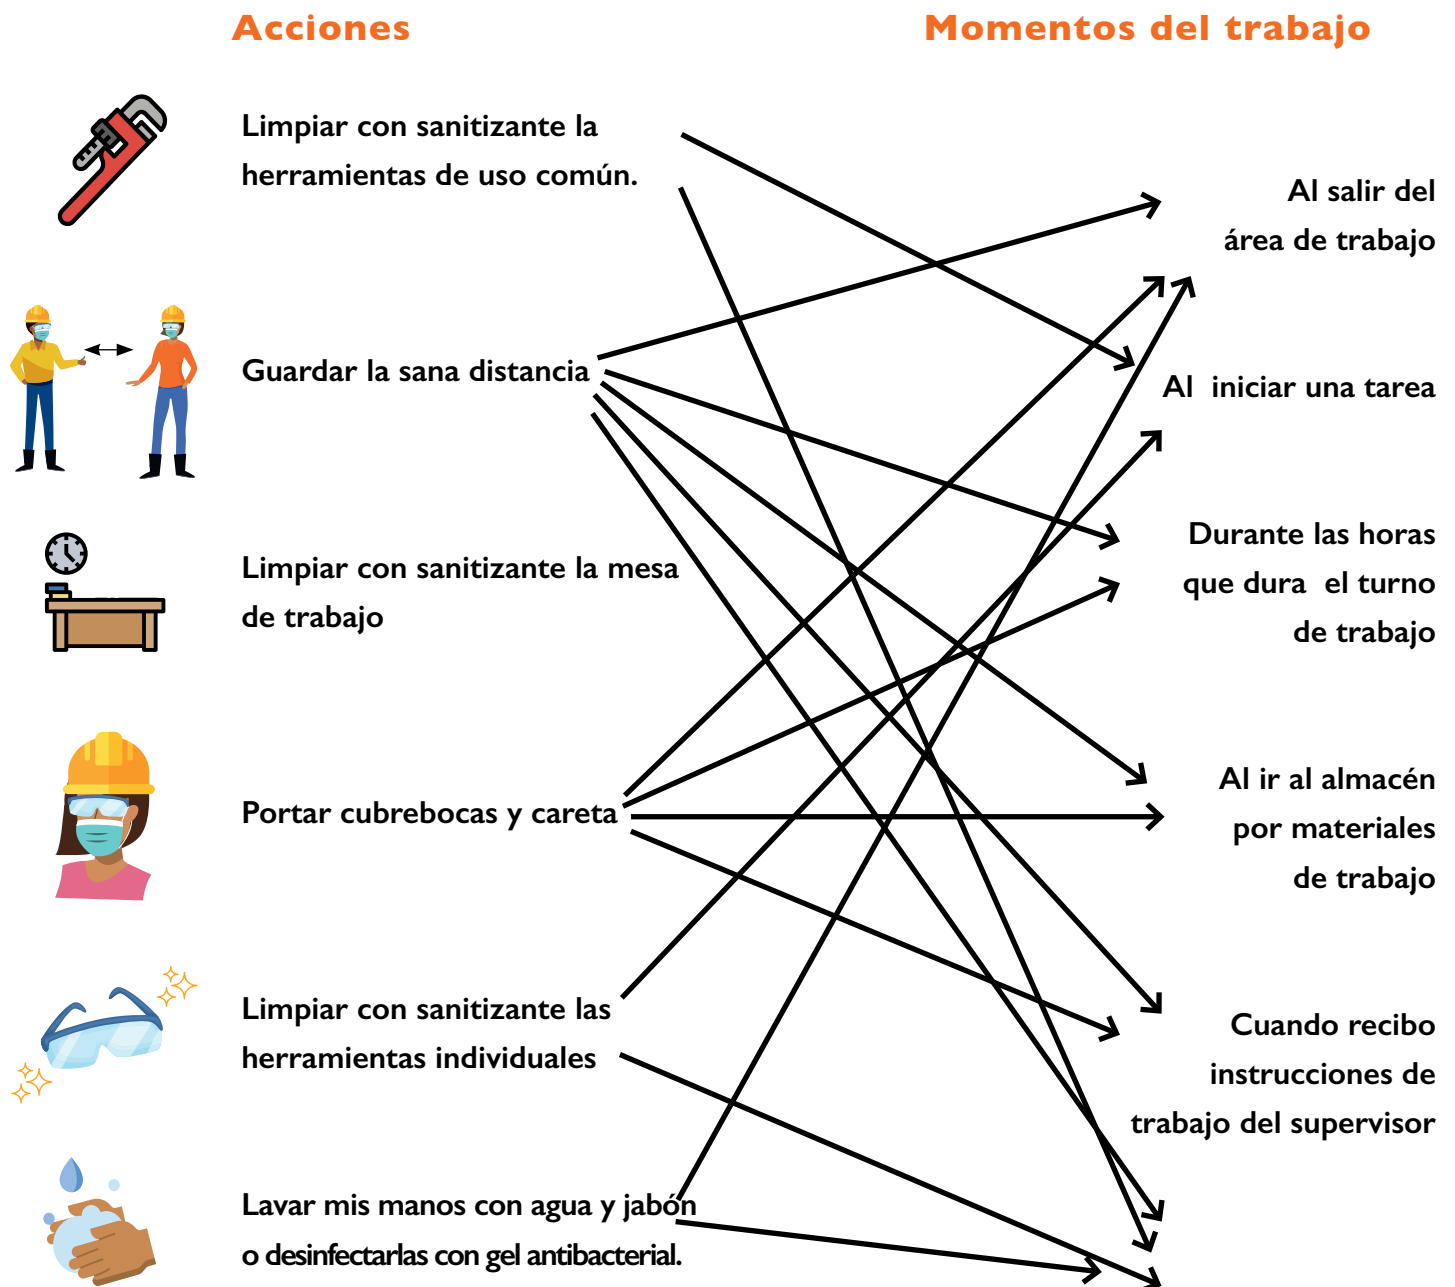 Acciones
Momentos del trabajo
Limpiar con sanitizante la
herramientas de uso común.
Guardar la sana distancia
Limpiar con sanitizante la mesa
de trabajo
Portar cubrebocas y careta
Limpiar con sanitizante las
herramientas individuales
Lavar mis manos con agua y jabón
o desinfectarlas con gel antibacterial.
Al salir del
área de trabajo
Al iniciar una tarea
Durante las horas
que dura el turno
de trabajo
Al ir al almacén
por materiales
de trabajo
Cuando recibo
instrucciones de
trabajo del supervisor